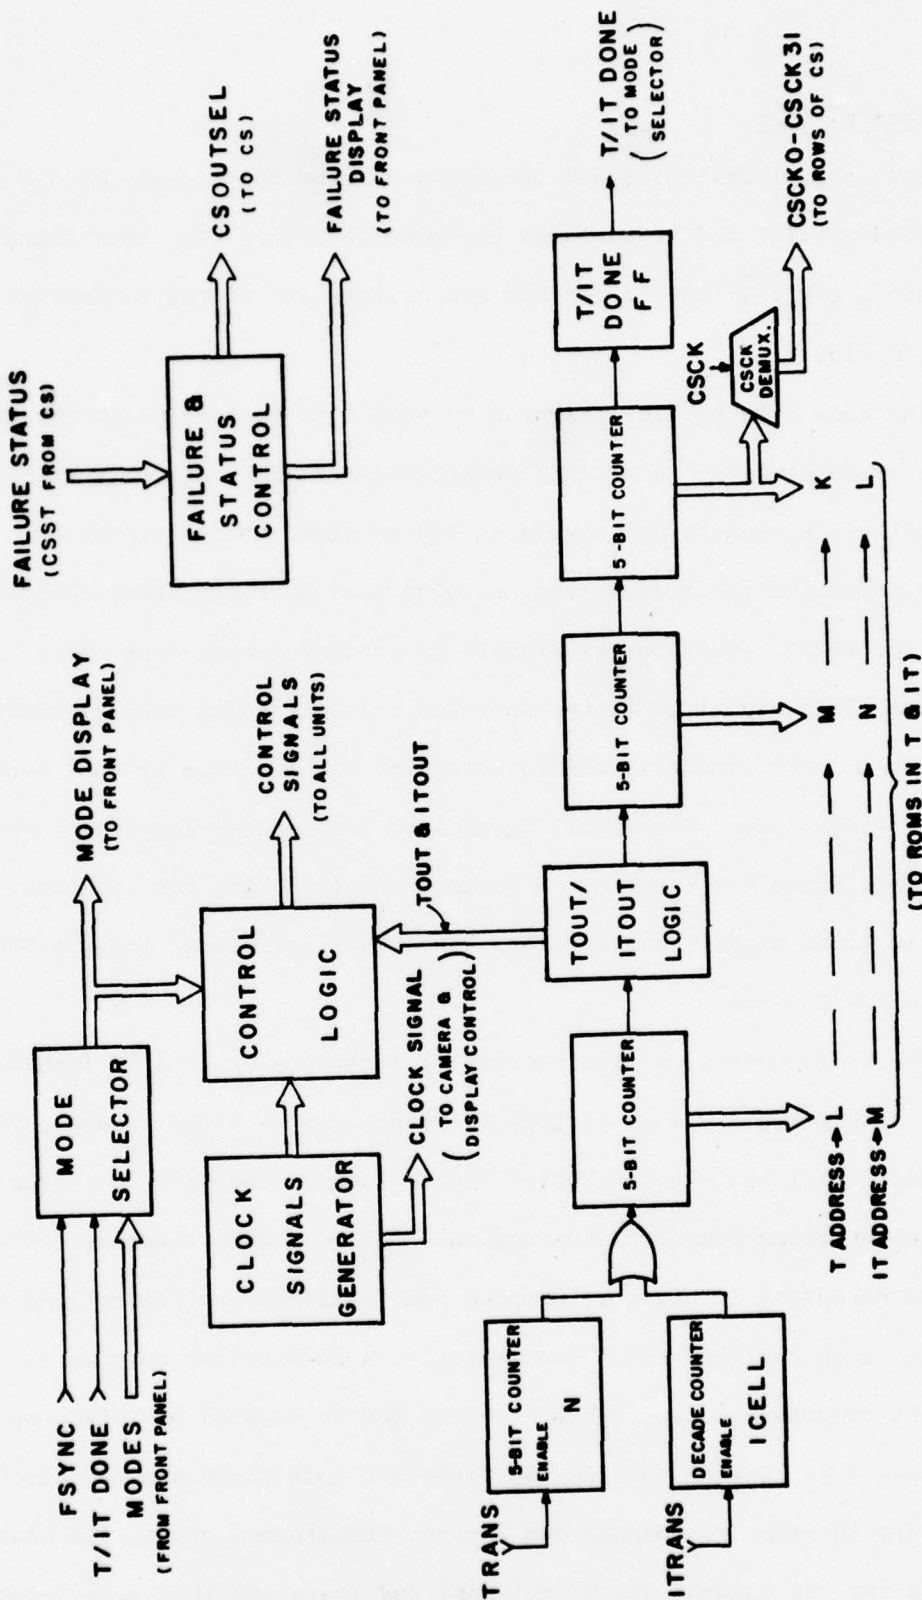 FSYNC
T/IT DONE
MODES
(FROM FRONT PANEL)
MODE
SELECTOR
MODE DISPLAY
(TO FRONT PANEL)
FAILURE STATUS
(CSST FROM CS)
FAILURE &
STATUS
CONTROL
CSOUTSEL
(TO CS)
FAILURE STATUS
DISPLAY
(TO FRONT PANEL)
CLOCK
SIGNALS
GENERATOR
CONTROL
LOGIC
CONTROL
SIGNALS
(TO ALL UNITS)
CLOCK SIGNAL
(TO CAMERA &
DISPLAY CONTROL)
TOUT & ITOUT
TTRANS
5-BIT COUNTER
ENABLE
N
ITRANS
DECADE COUNTER
ENABLE
ICELL
5-BIT COUNTER
TOUT/
ITOUT
LOGIC
5-BIT COUNTER
5-BIT COUNTER
T/IT
DONE
F F
T/IT DONE
(TO MODE
SELECTOR)
CSCK
CSCK
DEMUX.
CSCK0-CSCK31
(TO ROWS OF CS)
T ADDRESS L M K
IT ADDRESS M N L
(TO ROMS IN T & IT)